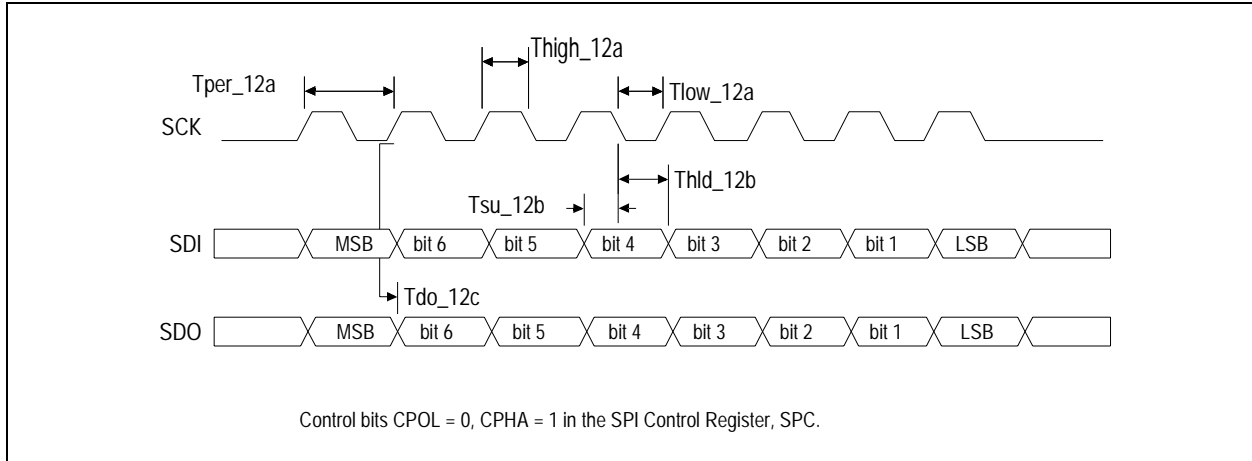 Thigh_12a
Tper_12a
Tlow_12a
SCK
Thld_12b
Tsu_12b
SDI MSB bit 6 bit 5 bit 4 bit 3 bit 2 bit 1 LSB
Tdo_12c
SDO MSB bit 6 bit 5 bit 4 bit 3 bit 2 bit 1 LSB
Control bits CPOL = 0, CPHA = 1 in the SPI Control Register, SPC.